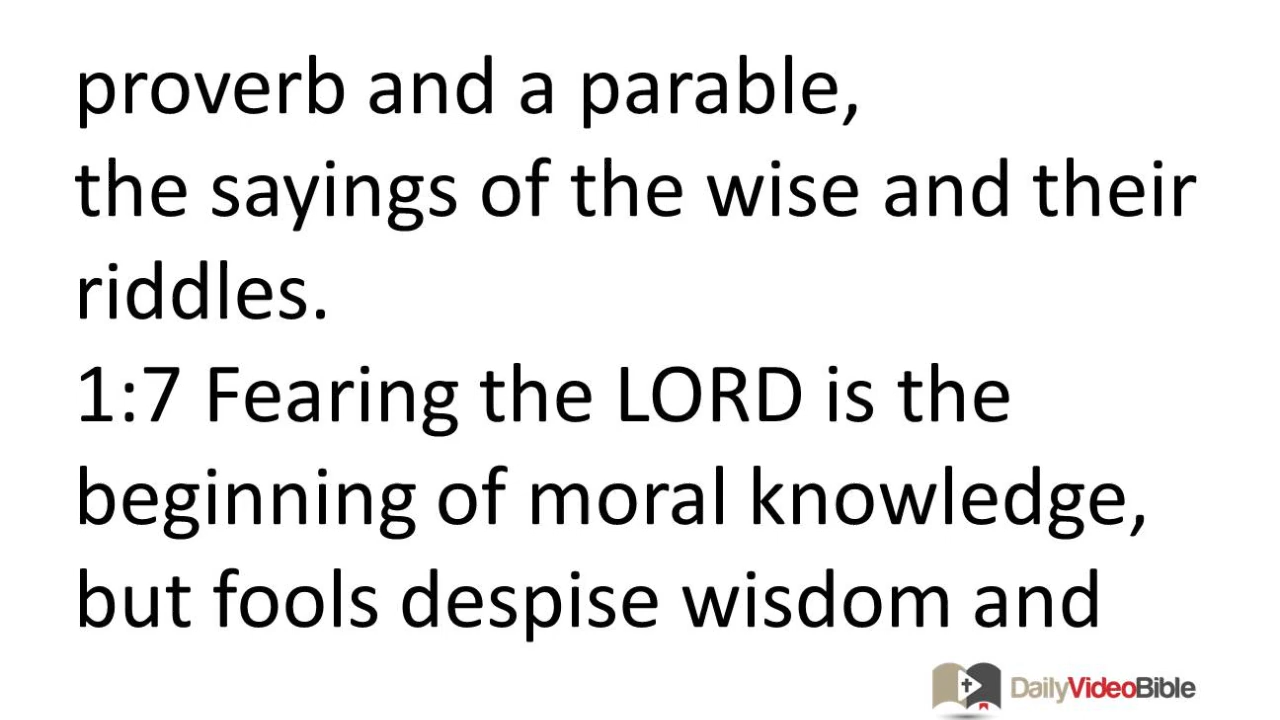 proverb and a parable,
the sayings of the wise and their
riddles.
1:7 Fearing the LORD is the
beginning of moral knowledge,
but fools despise wisdom and
DailyVideoBible